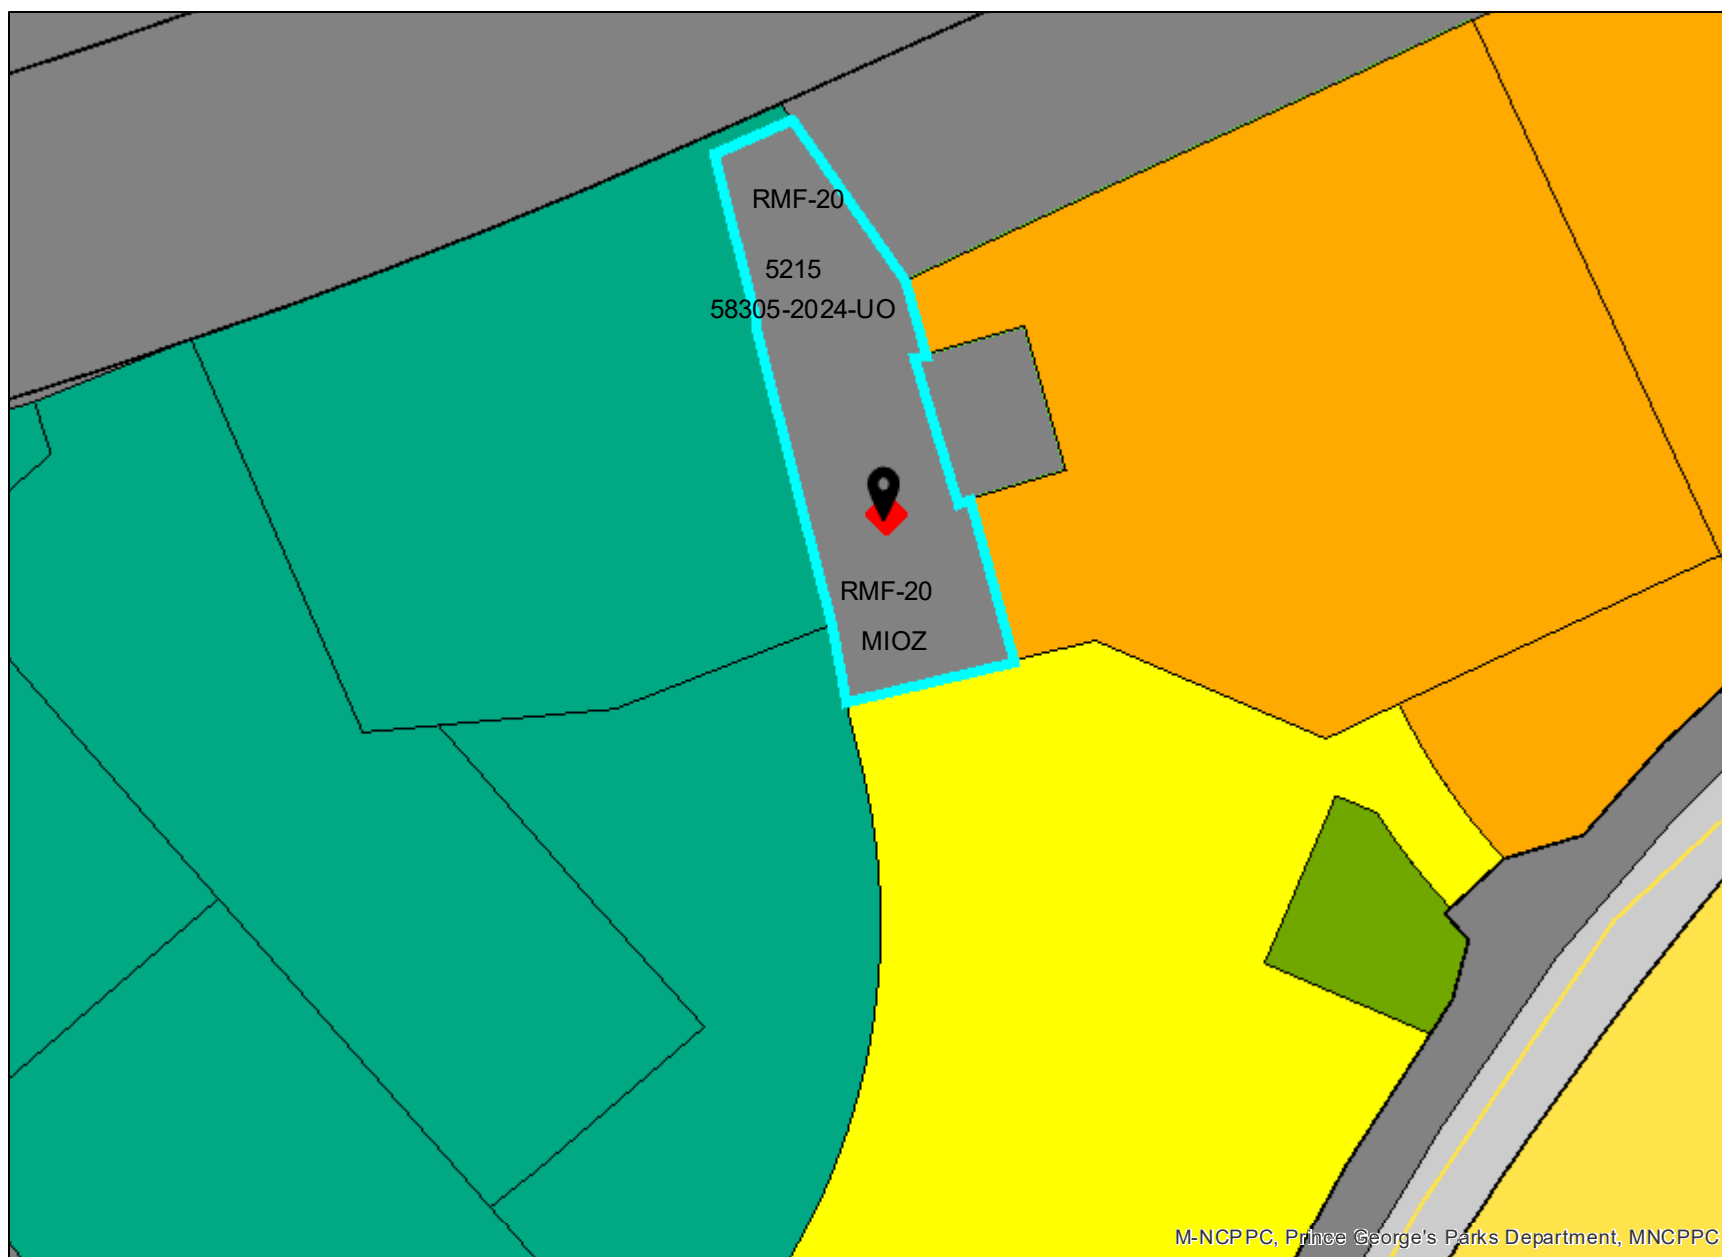 RMF-20
5215
58305-2024-UO
RMF-20
MIOZ
M-NCPPC, Prince George's Parks Department, MNCPPC